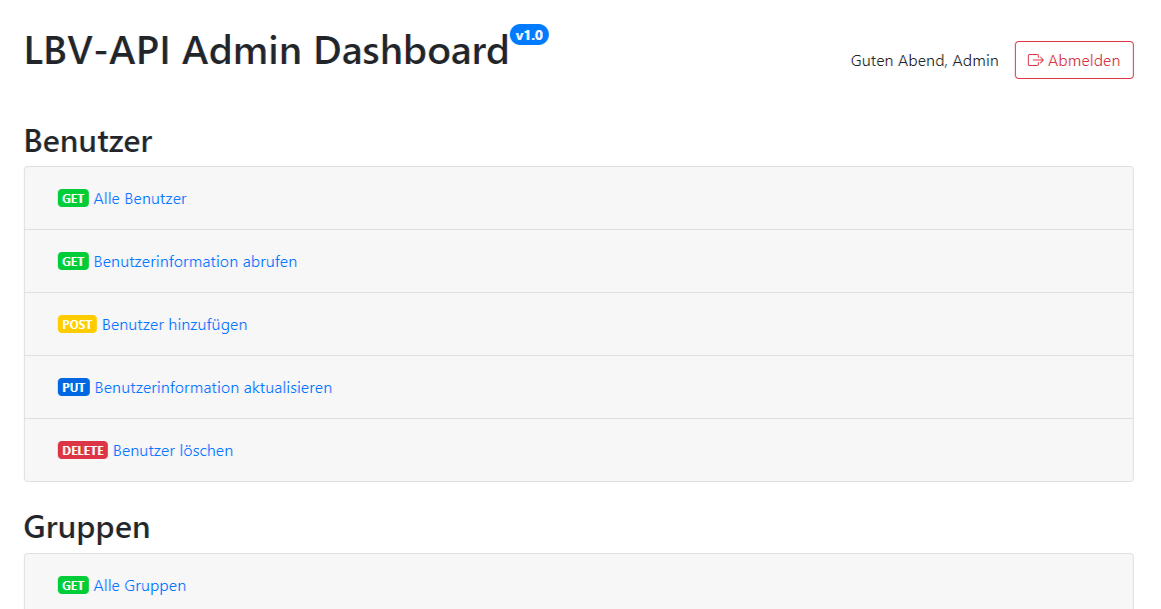 LBV-API Admin Dashboard v1.0
Guten Abend, Admin Abmelden
Benutzer
GET Alle Benutzer
GET Benutzerinformation abrufen
POST Benutzer hinzufügen
PUT Benutzerinformation aktualisieren
DELETE Benutzer löschen
Gruppen
GET Alle Gruppen